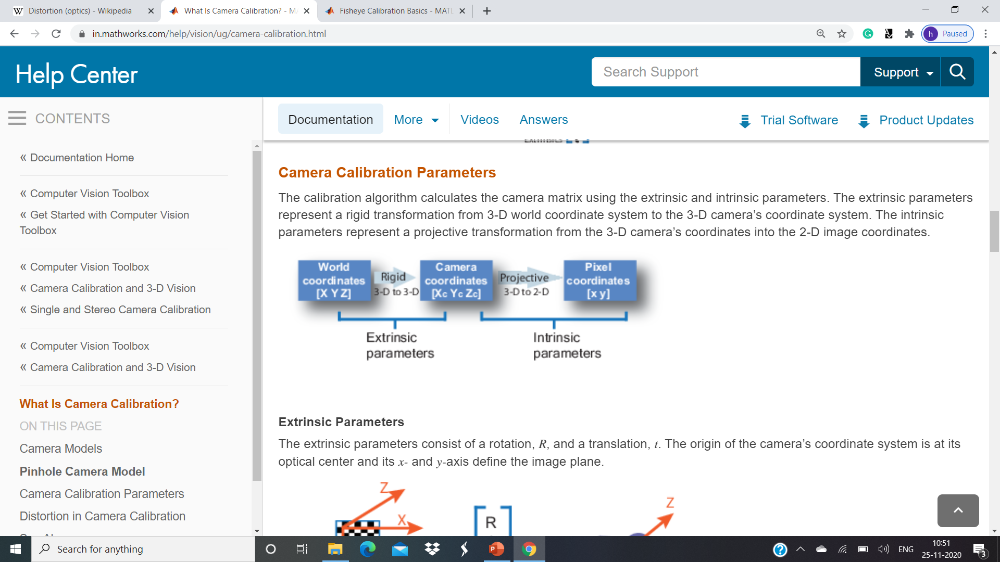 Distortion (optics) - Wikipedia
What Is Camera Calibration? - M
Fisheye Calibration Basics - MATL
in.mathworks.com/help/vision/ug/camera-calibration.html
h Paused
Help Center
Search Support
Support
CONTENTS
Documentation
More
Videos
Answers
Trial Software
Product Updates
« Documentation Home
« Computer Vision Toolbox
« Get Started with Computer Vision
Toolbox
« Computer Vision Toolbox
« Camera Calibration and 3-D Vision
« Single and Stereo Camera Calibration
« Computer Vision Toolbox
« Camera Calibration and 3-D Vision
What Is Camera Calibration?
ON THIS PAGE
Camera Models
Pinhole Camera Model
Camera Calibration Parameters
Distortion in Camera Calibration
Camera Calibration Parameters
The calibration algorithm calculates the camera matrix using the extrinsic and intrinsic parameters. The extrinsic parameters
represent a rigid transformation from 3-D world coordinate system to the 3-D camera’s coordinate system. The intrinsic
parameters represent a projective transformation from the 3-D camera’s coordinates into the 2-D image coordinates.
World
coordinates
[X Y Z]
Rigid
3-D to 3-D
Camera
coordinates
[Xc Yc Zc]
Projective
3-D to 2-D
Pixel
coordinates
[x y]
Extrinsic
parameters
Intrinsic
parameters
Extrinsic Parameters
The extrinsic parameters consist of a rotation, R, and a translation, t. The origin of the camera’s coordinate system is at its
optical center and its x- and y-axis define the image plane.
Z
X
R
Z
Search for anything
ENG
10:51
25-11-2020
3